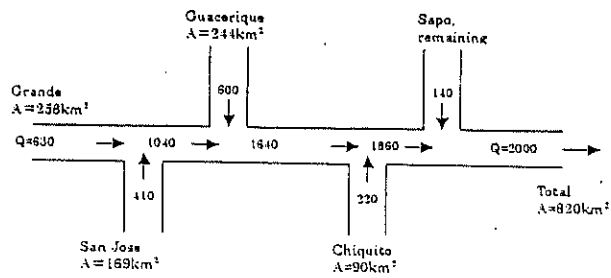 Guacerique
A=244km²
Sapo,
remaining
Grande
A=258km²
600
140
Q=630
1040
1640
1860
Q=2000
410
220
Total
A=820km²
San Jose
A=169km²
Chiquito
A=90km²